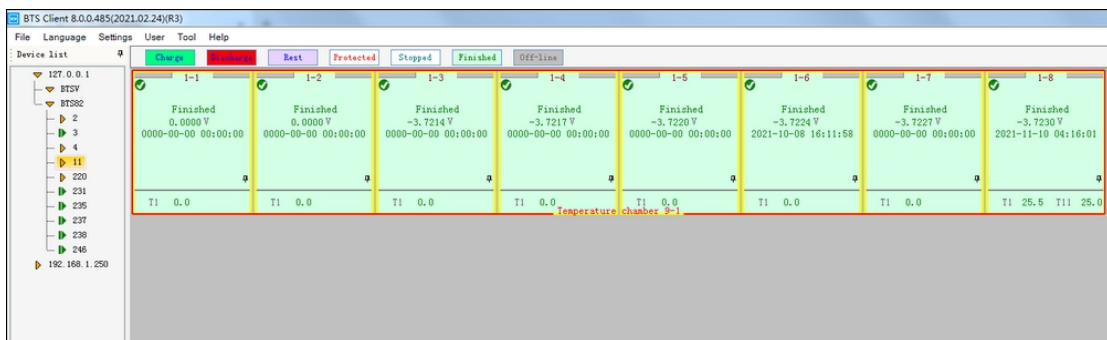 BTS Client 8.0.0.485(2021.02.24)(R3)
File Language Settings User Tool Help
Device list
Charge Discharge Rest Protected Stopped Finished Off-line
127.0.0.1
BTSV
BTS82
2
3
4
11
220
231
235
237
238
246
192.168.1.250
1-1 1-2 1-3 1-4 1-5 1-6 1-7 1-8
Finished Finished Finished Finished Finished Finished Finished Finished
0.0000 V 0.0000 V -3.7214 V -3.7217 V -3.7220 V -3.7224 V -3.7227 V -3.7230 V
0000-00-00 00:00:00 0000-00-00 00:00:00 0000-00-00 00:00:00 0000-00-00 00:00:00 0000-00-00 00:00:00 2021-10-08 16:11:58 0000-00-00 00:00:00 2021-11-10 04:16:01
T1 0.0 T1 0.0 T1 0.0 T1 0.0 T1 0.0 T1 0.0 T1 0.0 T1 25.5 T11 25.0
Temperature chamber 9-1